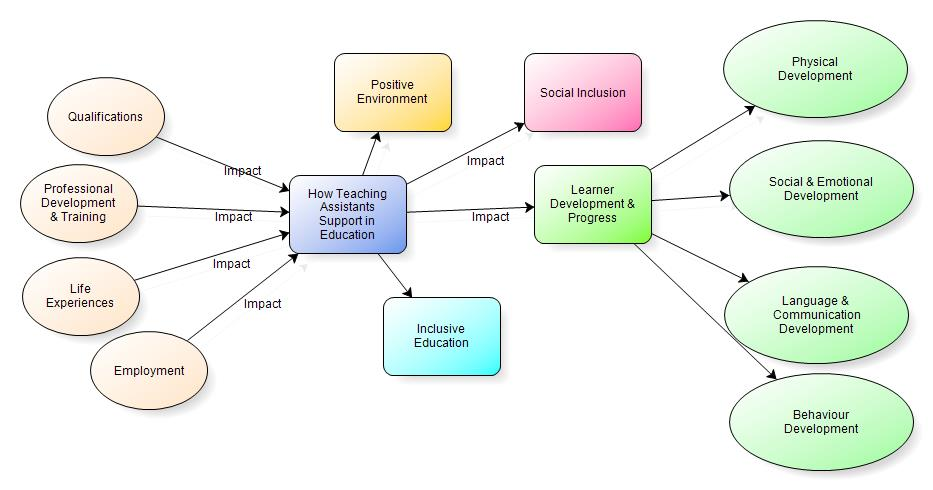 Qualifications
Impact
Professional
Development
& Training
Impact
Life
Experiences
Impact
Employment
Impact
How Teaching
Assistants
Support in
Education
Positive
Environment
Impact
Social Inclusion
Impact
Inclusive
Education
Learner
Development &
Progress
Physical
Development
Social & Emotional
Development
Language &
Communication
Development
Behaviour
Development